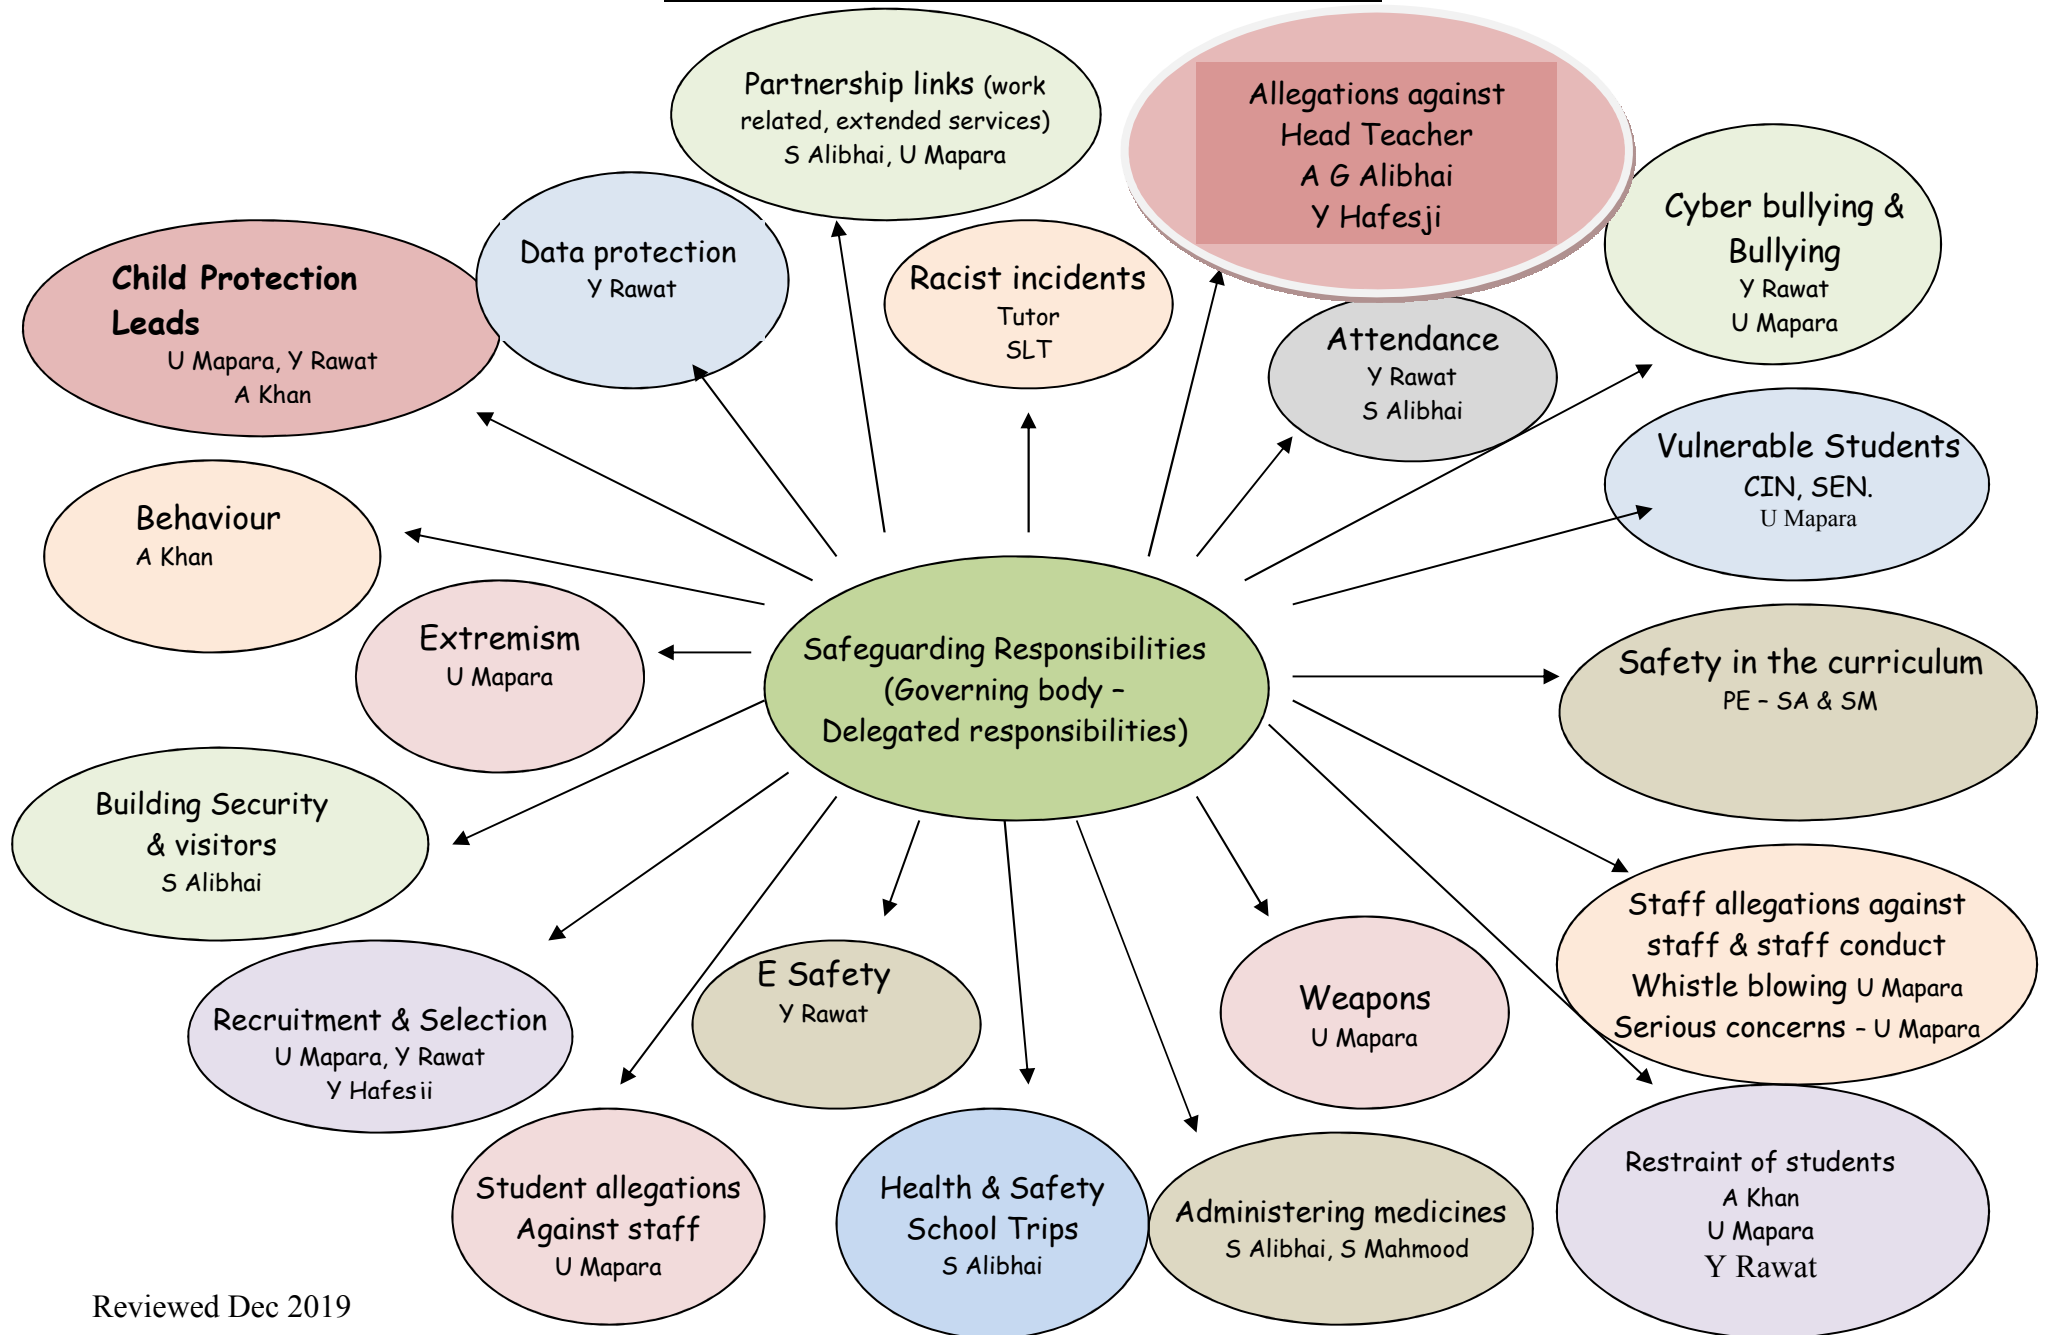 Partnership links (work
related, extended services)
S Alibhai, U Mapara
Allegations against
Head Teacher
A G Alibhai
Y Hafesji
Cyber bullying &
Bullying
Y Rawat
U Mapara
Data protection
Y Rawat
Racist incidents
Tutor
SLT
Child Protection
Leads
U Mapara, Y Rawat
A Khan
Attendance
Y Rawat
S Alibhai
Vulnerable Students
CIN, SEN.
U Mapara
Behaviour
A Khan
Extremism
U Mapara
Safeguarding Responsibilities
(Governing body –
Delegated responsibilities)
Safety in the curriculum
PE – SA & SM
Building Security
& visitors
S Alibhai
Staff allegations against
staff & staff conduct
Whistle blowing U Mapara
Serious concerns – U Mapara
Recruitment & Selection
U Mapara, Y Rawat
Y Hafesii
E Safety
Y Rawat
Weapons
U Mapara
Student allegations
Against staff
U Mapara
Health & Safety
School Trips
S Alibhai
Administering medicines
S Alibhai, S Mahmood
Restraint of students
A Khan
U Mapara
Y Rawat
Reviewed Dec 2019